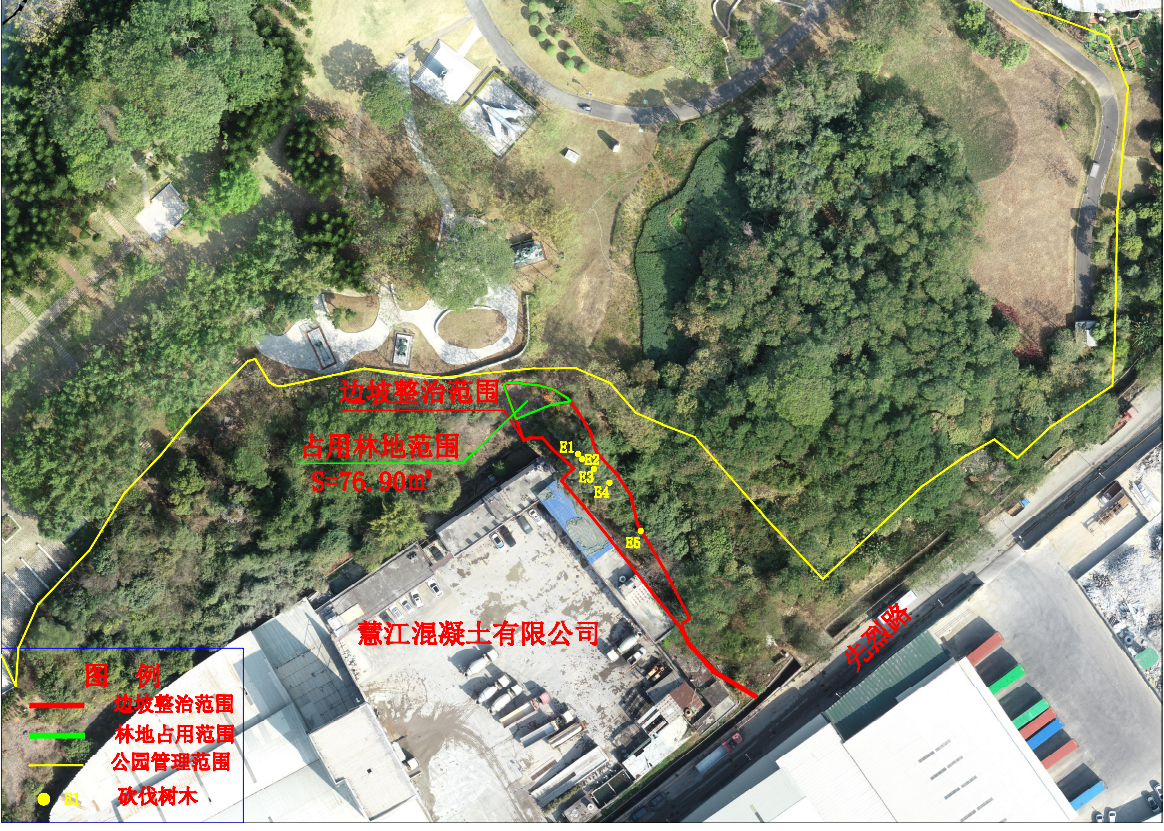 边坡整治范围
占用林地范围
S=76.90㎡
E1
E2
E3
E4
E5
慧江混凝土有限公司
先烈路
图 例
边坡整治范围
林地占用范围
公园管理范围
E1 砍伐树木